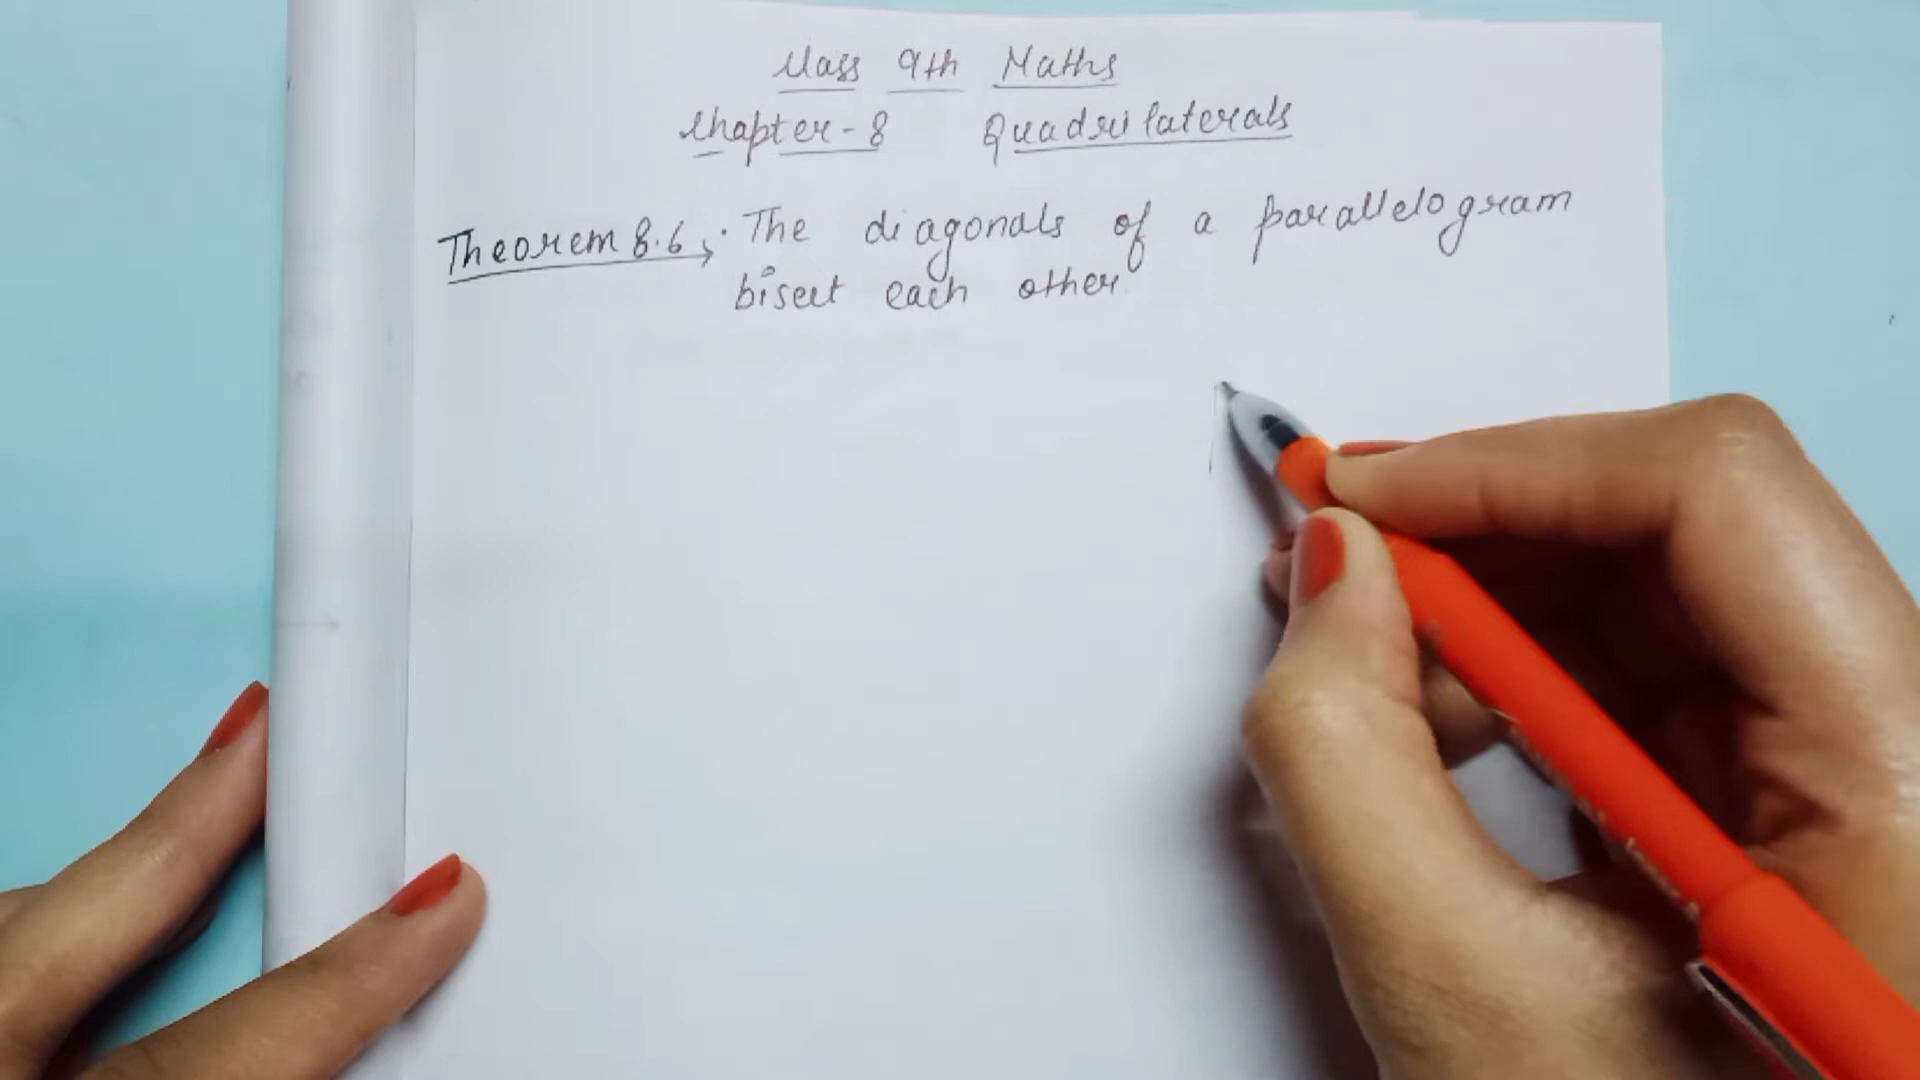 Class 9th Maths
Chapter-8 Quadrilaterals
Theorem 8.6→ The diagonals of a parallelogram
bisect each other